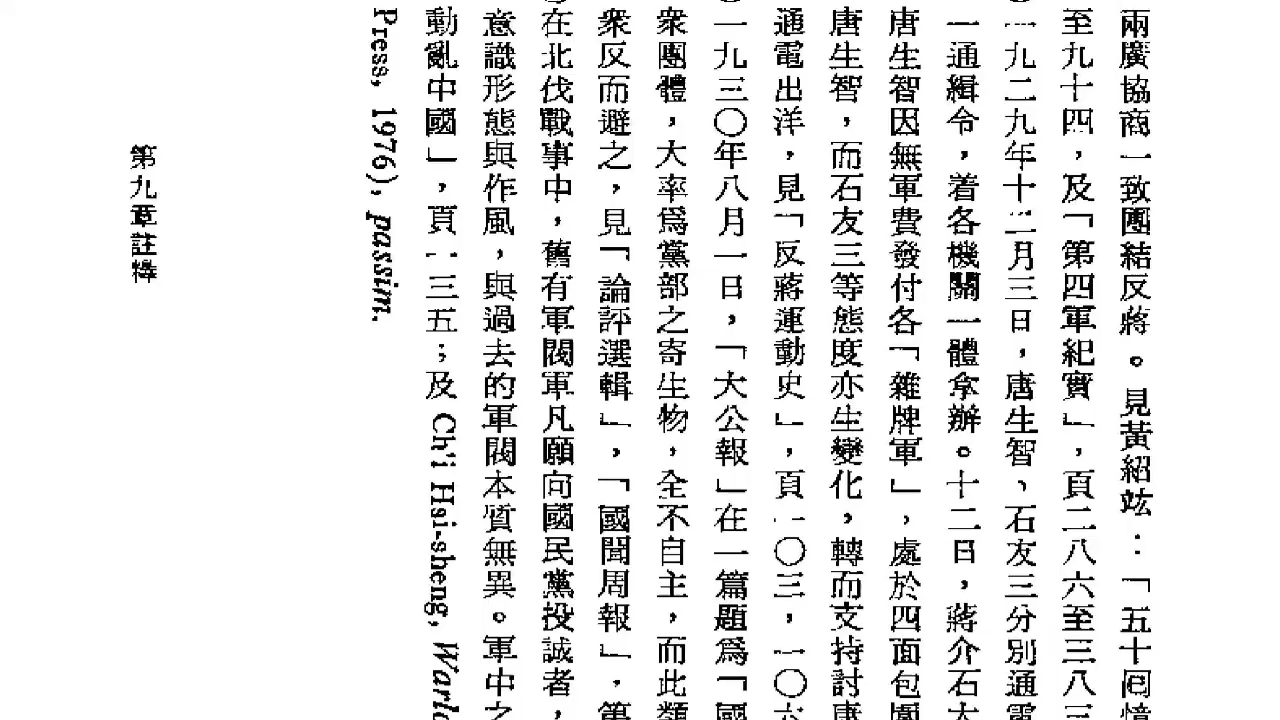 兩廣協商一致團結反蔣。見黃紹竑：「五十回憶
至九十四，及「第四軍紀實」，頁二八六至三八三
一九二九年十二月三日，唐生智、石友三分別通電
一通緝令，着各機關一體拿辦。十二日，蔣介石大
唐生智因無軍費發付各「雜牌軍」，處於四面包圍
唐生智，而石友三等態度亦生變化，轉而支持討唐
通電出洋，見「反蔣運動史」，頁一〇三，一〇六
一九三〇年八月一日，「大公報」在一篇題爲「國
衆團體，大率爲黨部之寄生物，全不自主，而此類
衆反而避之，見「論評選輯」，「國聞周報」，第
在北伐戰事中，舊有軍閥軍凡願向國民黨投誠者，
意識形態與作風，與過去的軍閥本質無異。軍中之
動亂中國」，頁一三五；及 Ch'i Hsi-sheng, Warlo
Press, 1976), passim.
第九章註釋